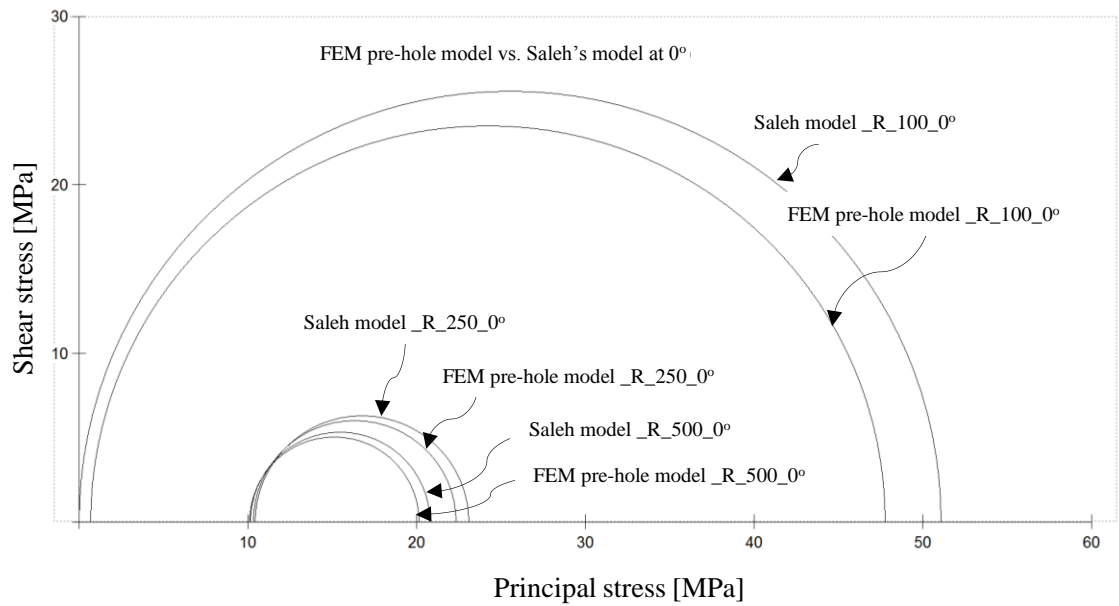 30
FEM pre-hole model vs. Saleh’s model at 0°
Saleh model _R_100_0°
20
FEM pre-hole model _R_100_0°
Shear stress [MPa]
Saleh model _R_250_0°
10
FEM pre-hole model _R_250_0°
Saleh model _R_500_0°
FEM pre-hole model _R_500_0°
10 20 30 40 50 60
Principal stress [MPa]